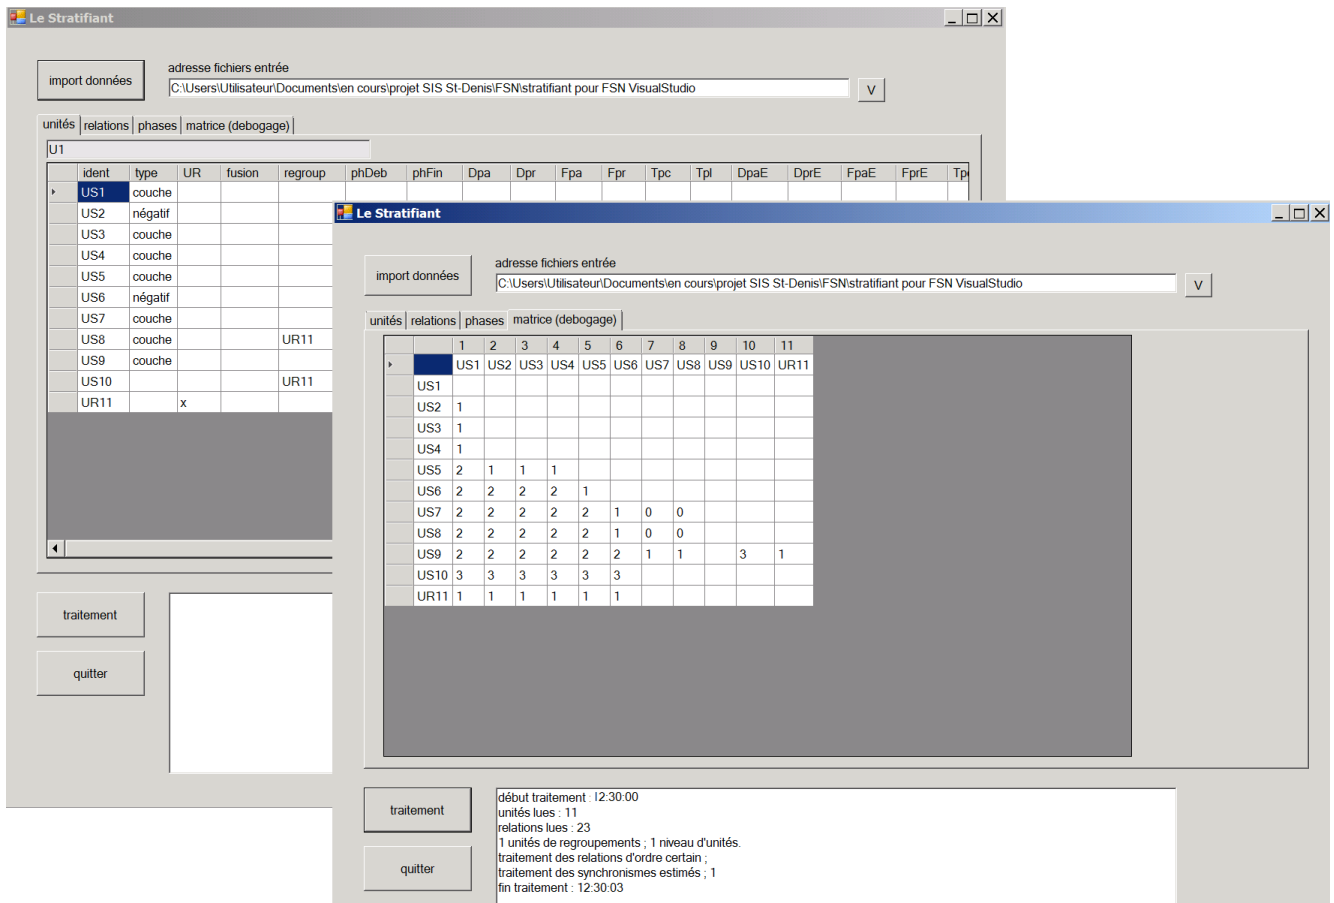 Le Stratifiant
import données
adresse fichiers entrée
C:\Users\Utilisateur\Documents\en cours\projet SIS St-Denis\FSN\stratifiant pour FSN VisualStudio
V
unités relations phases matrice (debogage)
U1
ident type UR fusion regroup phDeb phFin Dpa Dpr Fpa Fpr Tpc Tpl DpaE DprE FpaE FprE
US1 couche
US2 négatif
US3 couche
US4 couche
US5 couche
US6 négatif
US7 couche
US8 couche UR11
US9 couche
US10 UR11
UR11 x
traitement
quitter
Le Stratifiant
import données
adresse fichiers entrée
C:\Users\Utilisateur\Documents\en cours\projet SIS St-Denis\FSN\stratifiant pour FSN VisualStudio
V
unités relations phases matrice (debogage)
1 2 3 4 5 6 7 8 9 10 11
US1 US2 US3 US4 US5 US6 US7 US8 US9 US10 UR11
US1
US2 1
US3 1
US4 1
US5 2 1 1 1
US6 2 2 2 2 1
US7 2 2 2 2 2 1 0 0
US8 2 2 2 2 2 1 0 0
US9 2 2 2 2 2 2 1 1 3 1
US10 3 3 3 3 3 3
UR11 1 1 1 1 1 1
traitement
quitter
début traitement : 12:30:00
unités lues : 11
relations lues : 23
1 unités de regroupements ; 1 niveau d'unités.
traitement des relations d'ordre certain ;
traitement des synchronismes estimés ; 1
fin traitement : 12:30:03